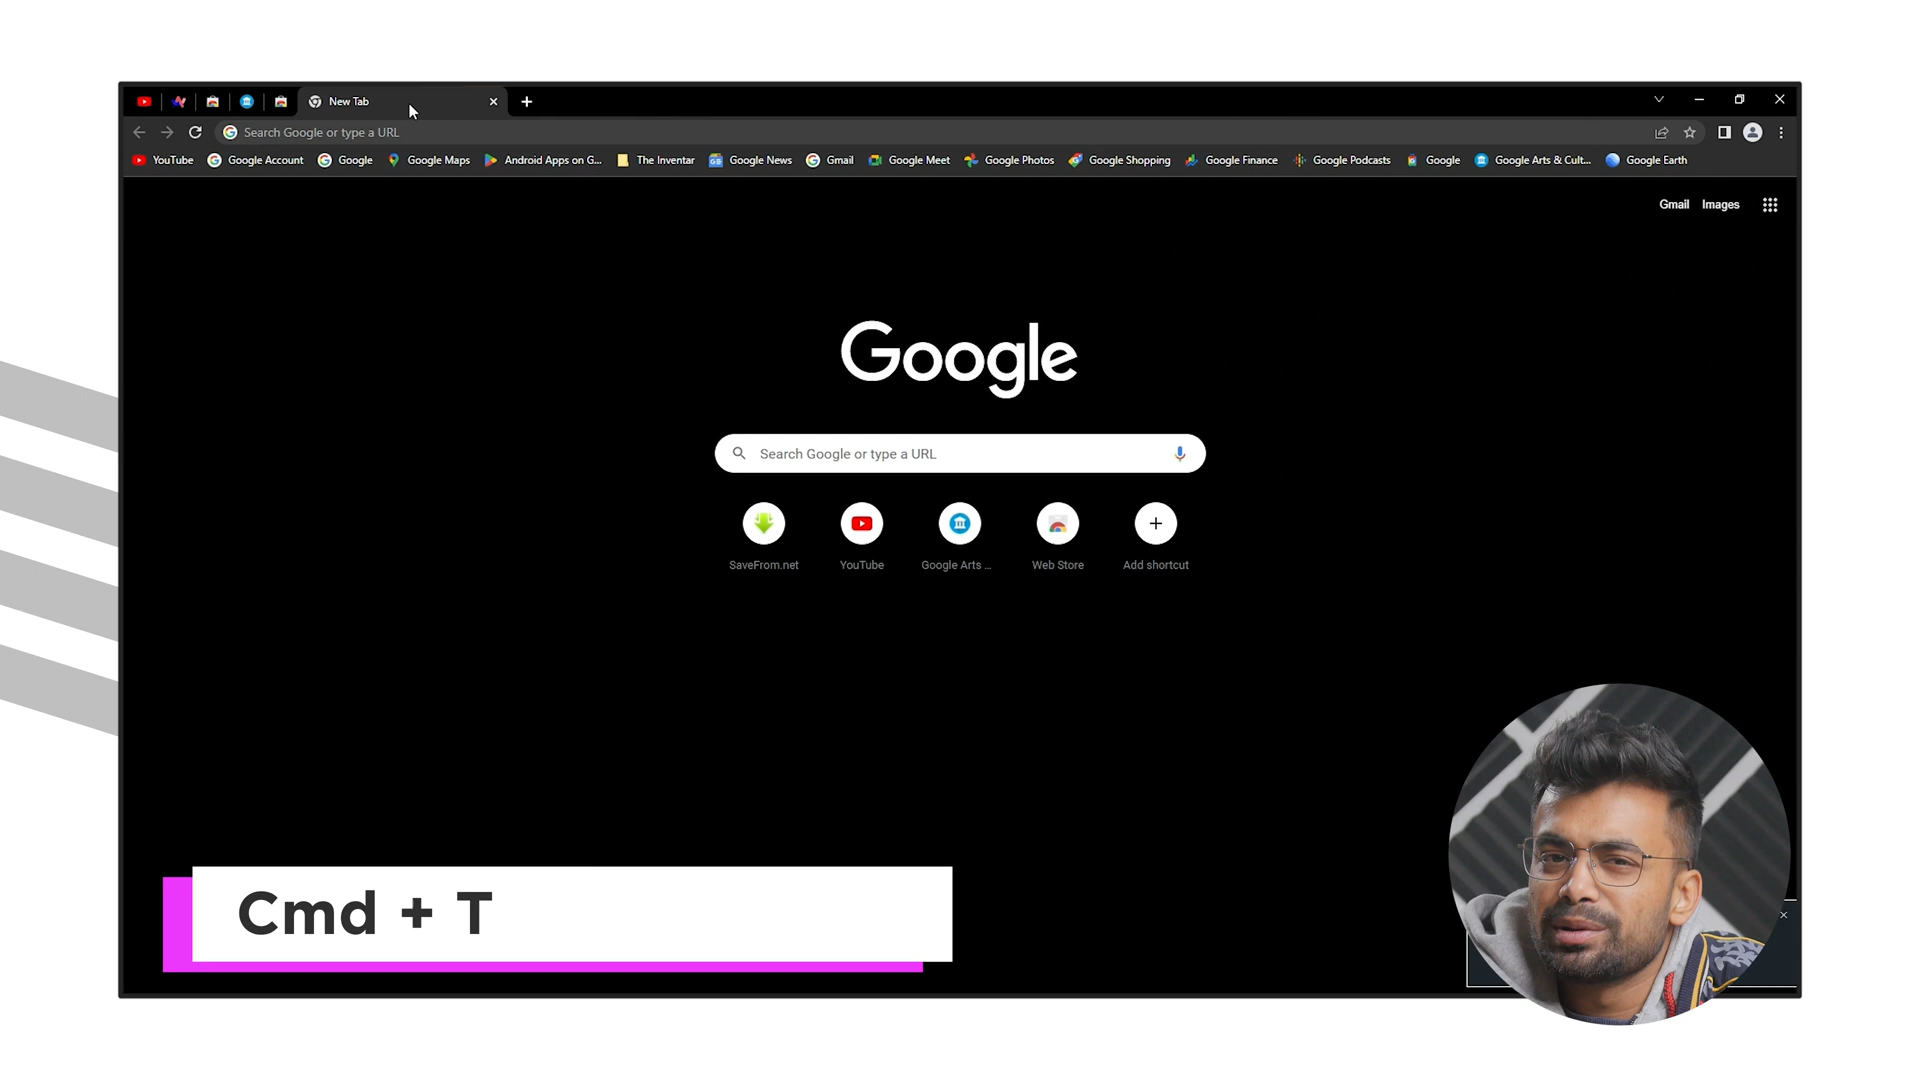 New Tab
Search Google or type a URL
YouTube Google Account Google Google Maps Android Apps on G... The Inventar Google News Gmail Google Meet Google Photos Google Shopping Google Finance Google Podcasts Google Google Arts & Cult... Google Earth
Gmail Images
Google
Search Google or type a URL
SaveFrom.net YouTube Google Arts ... Web Store Add shortcut
Cmd + T